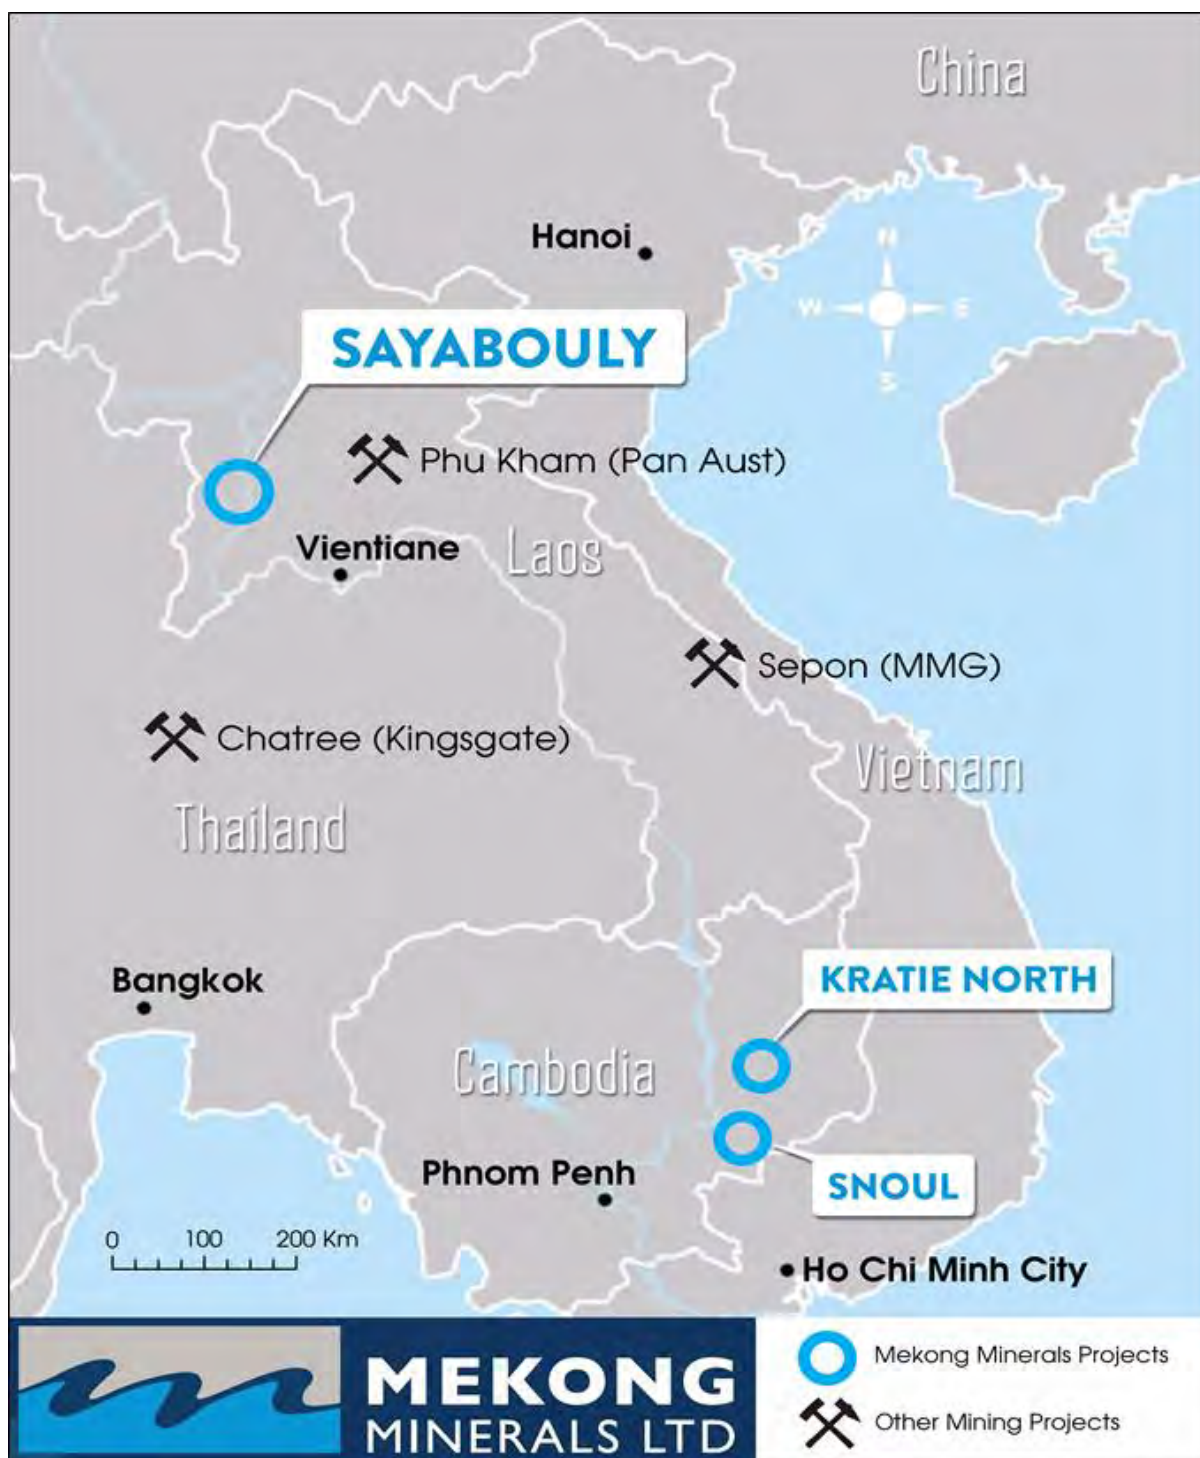 China
Hanoi
N
W E
S
SAYABOULY
Phu Kham (Pan Aust)
Vientiane
Laos
Sepon (MMG)
Chatree (Kingsgate)
Vietnam
Thailand
Bangkok
KRATIE NORTH
Cambodia
Phnom Penh
SNOUL
0 100 200 Km
Ho Chi Minh City
MEKONG
MINERALS LTD
Mekong Minerals Projects
Other Mining Projects